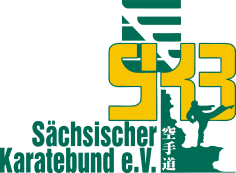 SKB
Sächsischer
Karatebund e.V.
空手道